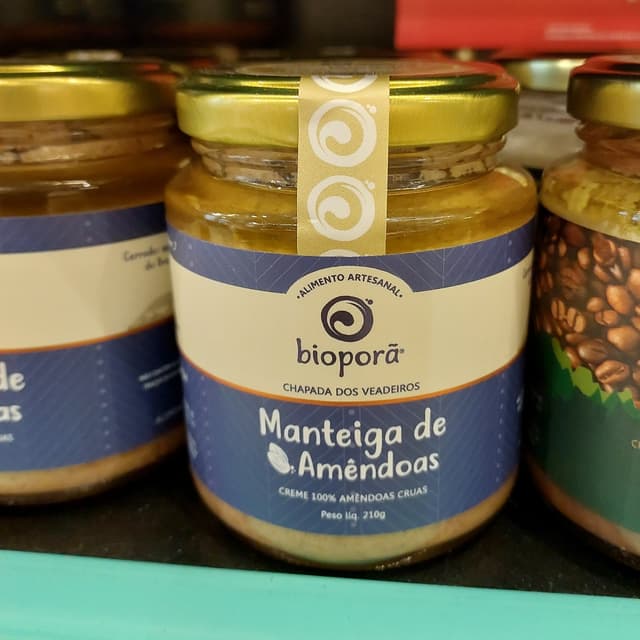 •ALIMENTO ARTESANAL•
bioporã®
CHAPADA DOS VEADEIROS
Manteiga de
Amêndoas
CREME 100% AMÊNDOAS CRUAS
Peso líq. 210g
de
as